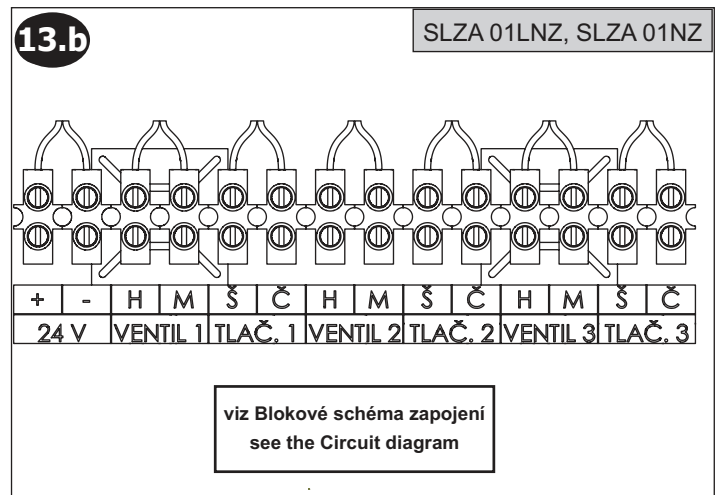 13.b
SLZA 01LNZ, SLZA 01NZ
+ - H M Š Č H M Š Č H M Š Č
24 V VENTIL 1 TLAČ. 1 VENTIL 2 TLAČ. 2 VENTIL 3 TLAČ. 3
viz Blokové schéma zapojení
see the Circuit diagram